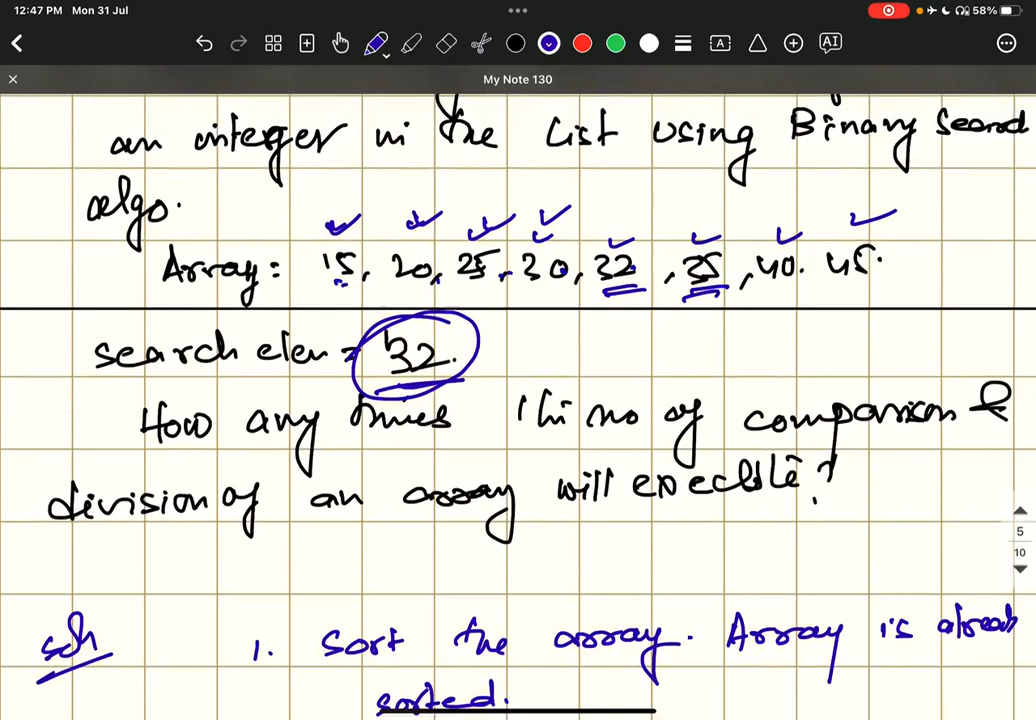 12:47 PM Mon 31 Jul
58%
My Note 130
an integer in the List using Binary Search
algo.
Array: 15, 20, 25, 30, 32, 35, 40. 45.
search elem = 32.
How any times this no of comparison &
division of an array will execute?
5
10
soln 1. Sort the array. Array is already
sorted.